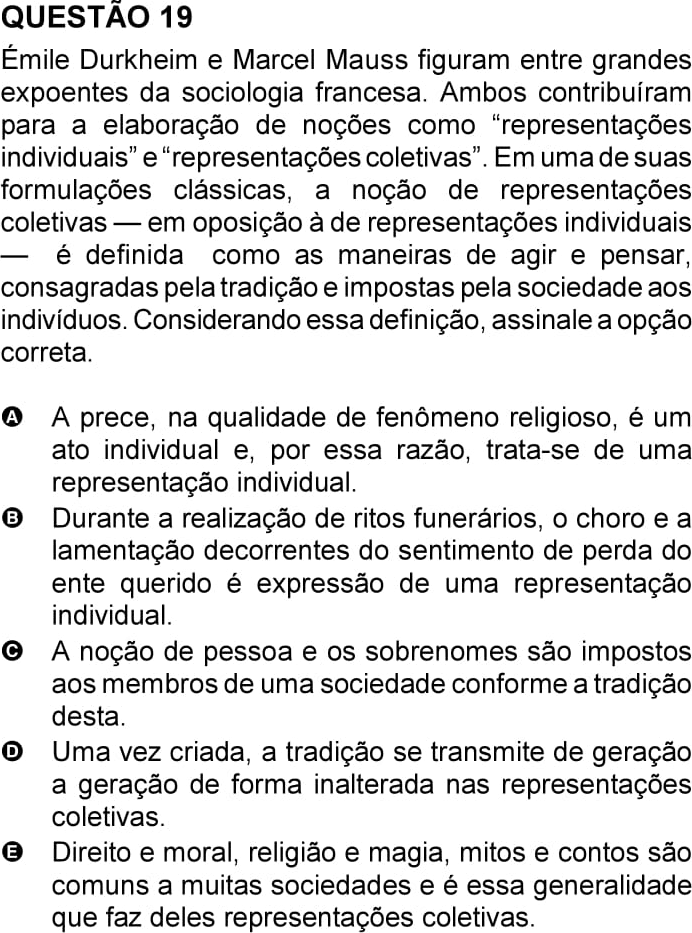 QUESTÃO 19
Émile Durkheim e Marcel Mauss figuram entre grandes
expoentes da sociologia francesa. Ambos contribuíram
para a elaboração de noções como “representações
individuais” e “representações coletivas”. Em uma de suas
formulações clássicas, a noção de representações
coletivas — em oposição à de representações individuais
— é definida como as maneiras de agir e pensar,
consagradas pela tradição e impostas pela sociedade aos
indivíduos. Considerando essa definição, assinale a opção
correta.
A A prece, na qualidade de fenômeno religioso, é um
ato individual e, por essa razão, trata-se de uma
representação individual.
B Durante a realização de ritos funerários, o choro e a
lamentação decorrentes do sentimento de perda do
ente querido é expressão de uma representação
individual.
C A noção de pessoa e os sobrenomes são impostos
aos membros de uma sociedade conforme a tradição
desta.
D Uma vez criada, a tradição se transmite de geração
a geração de forma inalterada nas representações
coletivas.
E Direito e moral, religião e magia, mitos e contos são
comuns a muitas sociedades e é essa generalidade
que faz deles representações coletivas.